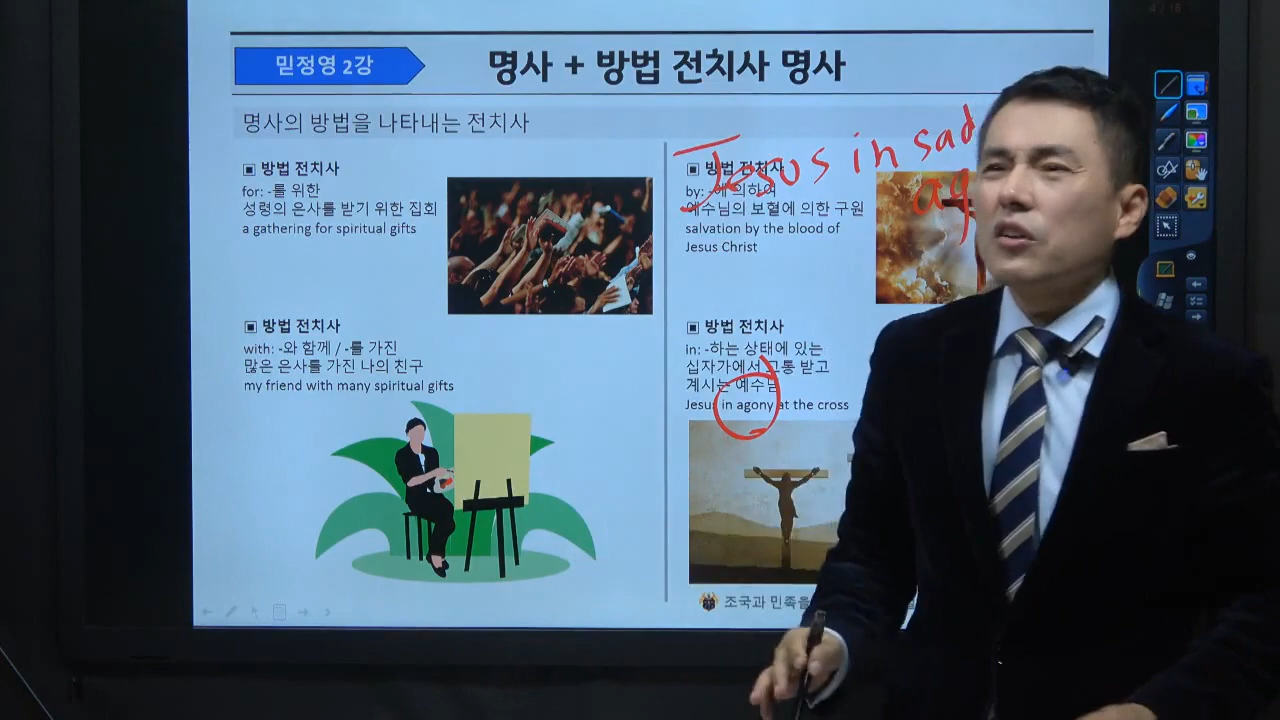 4 / 16
믿정영 2강
명사 + 방법 전치사 명사
명사의 방법을 나타내는 전치사
▣ 방법 전치사
for: -를 위한
성령의 은사를 받기 위한 집회
a gathering for spiritual gifts
▣ 방법 전치사
with: -와 함께 / -를 가진
많은 은사를 가진 나의 친구
my friend with many spiritual gifts
▣ 방법 전치사
by: -에 의하여
예수님의 보혈에 의한 구원
salvation by the blood of
Jesus Christ
Jesus in sad
ag
▣ 방법 전치사
in: -하는 상태에 있는
십자가에서 고통 받고
계시는 예수님
Jesus in agony at the cross
조국과 민족을